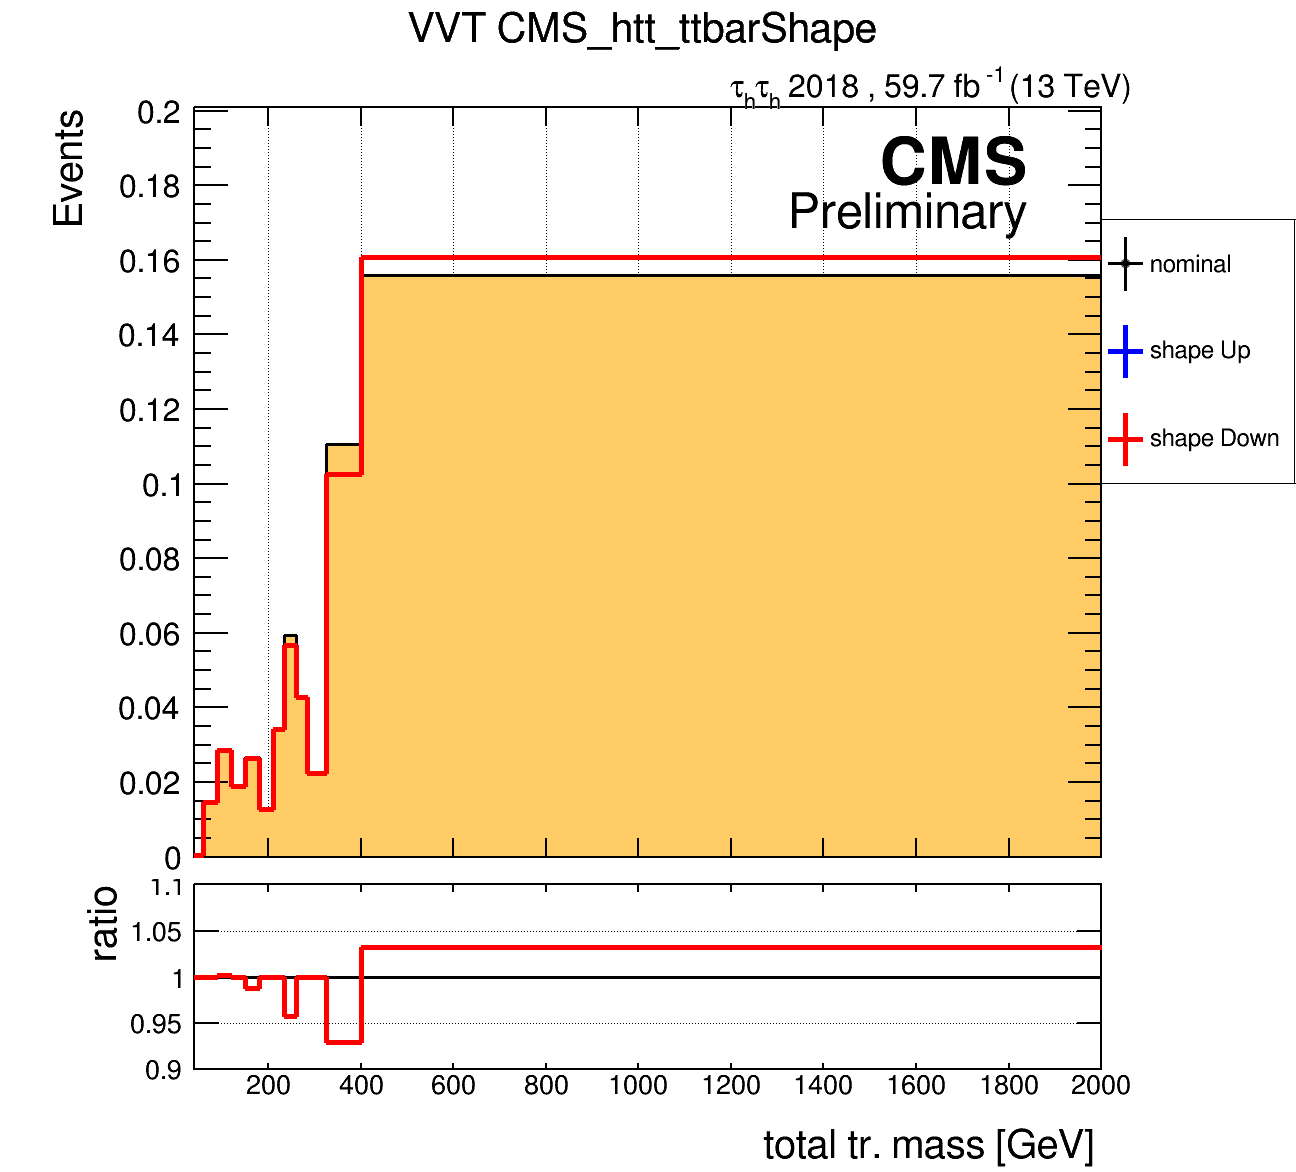 VVT CMS_htt_ttbarShape
τhτh 2018 , 59.7 fb-1 (13 TeV)
Events
0.2
0.18
0.16
0.14
0.12
0.1
0.08
0.06
0.04
0.02
0
CMS
Preliminary
nominal
shape Up
shape Down
ratio
1.1
1.05
1
0.95
0.9
200 400 600 800 1000 1200 1400 1600 1800 2000
total tr. mass [GeV]